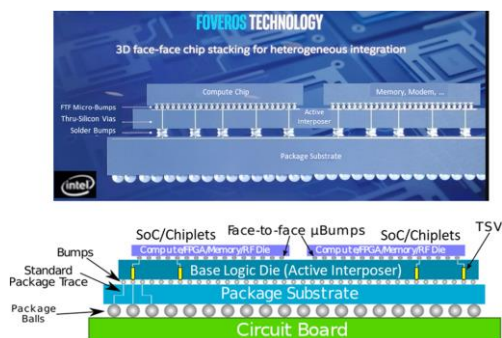 FOVEROS TECHNOLOGY
3D face-face chip stacking for heterogeneous integration
Compute Chip
Memory, Modem, ...
FTF Micro-Bumps
Thru-Silicon Vias
Active
Interposer
Solder Bumps
Package Substrate
intel
SoC/Chiplets
Face-to-face µBumps
SoC/Chiplets
TSV
Compute/FPGA/Memory/RF Die
Compute/FPGA/Memory/RF Die
Bumps
Base Logic Die (Active Interposer)
Standard
Package Trace
Package Substrate
Package
Balls
Circuit Board